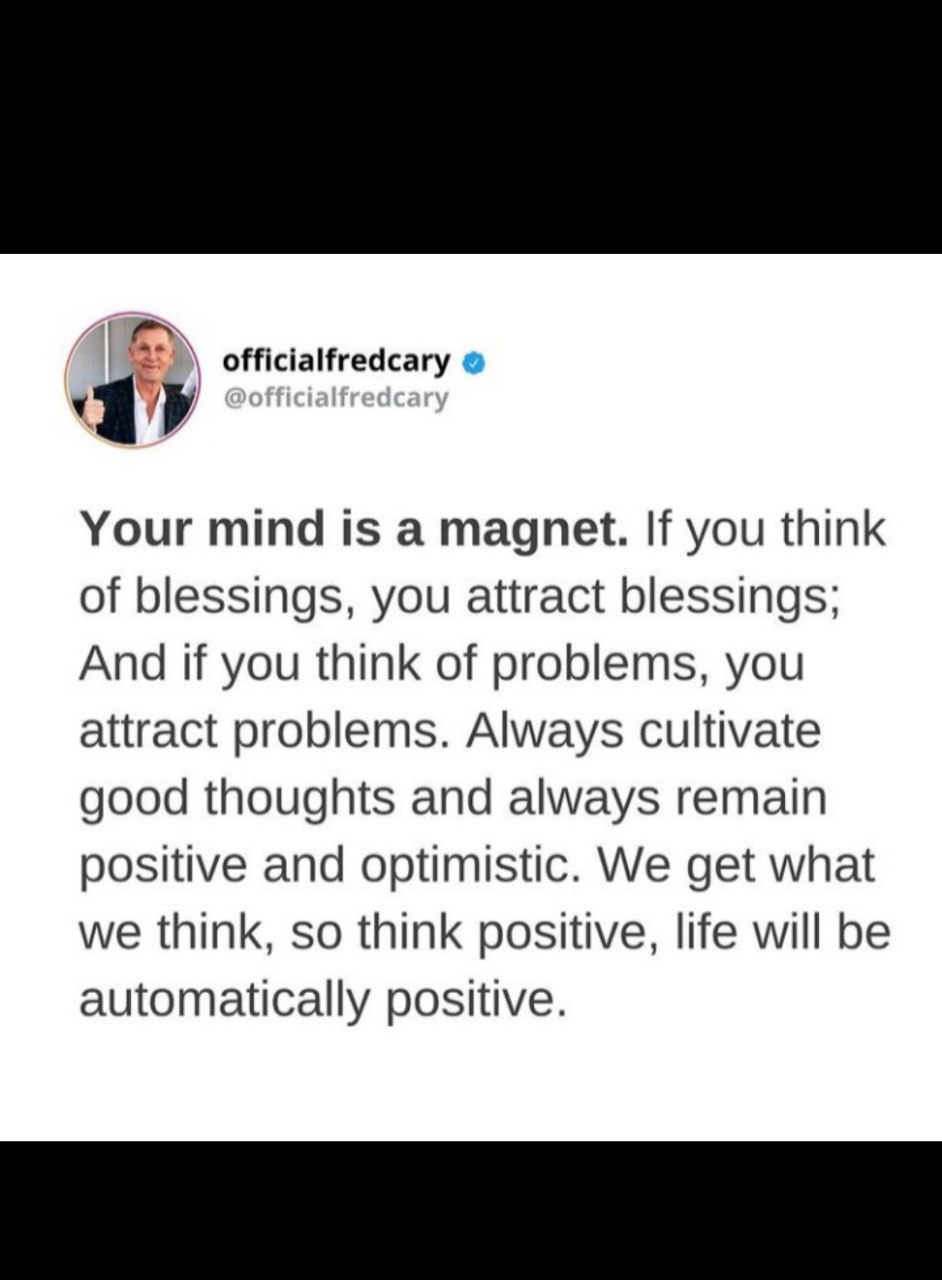 officialfredcary
@officialfredcary
Your mind is a magnet. If you think
of blessings, you attract blessings;
And if you think of problems, you
attract problems. Always cultivate
good thoughts and always remain
positive and optimistic. We get what
we think, so think positive, life will be
automatically positive.